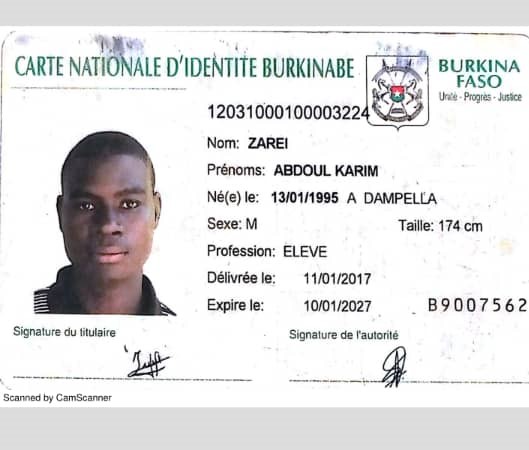 CARTE NATIONALE D'IDENTITE BURKINABE
BURKINA
FASO
Unité - Progrès - Justice
12031000100003224
Nom: ZAREI
Prénoms: ABDOUL KARIM
Né(e) le: 13/01/1995 A DAMPELLA
Sexe: M Taille: 174 cm
Profession: ELEVE
Délivrée le: 11/01/2017
Expire le: 10/01/2027 B9007562
Signature du titulaire
Signature de l'autorité
Scanned by CamScanner